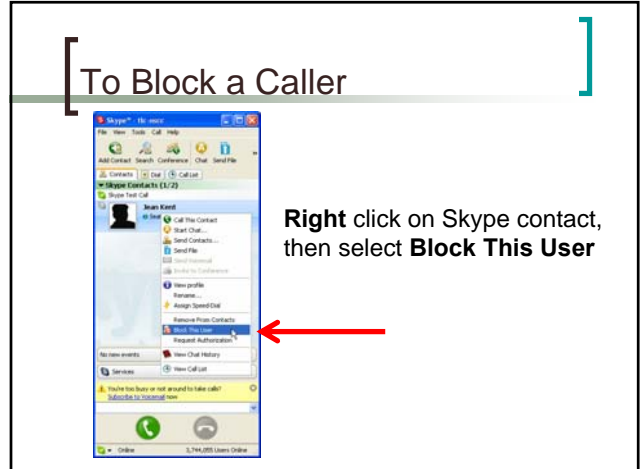 To Block a Caller
Skype™ - tlc-nscc
File View Tools Call Help
Add Contact Search Conference Chat Send File
Contacts Dial Call List
Skype Contacts (1/2)
Skype Test Call
Jean Kent
Call This Contact
Start Chat...
Send Contacts...
Send File
Send Voicemail
Invite to Conference
View profile
Rename...
Assign Speed Dial
Remove From Contacts
Block This User
Request Authorization
View Chat History
View Call List
No new events
Services
You're too busy or not around to take calls?
Subscribe to Voicemail now
Online 3,744,055 Users Online
Right click on Skype contact,
then select Block This User